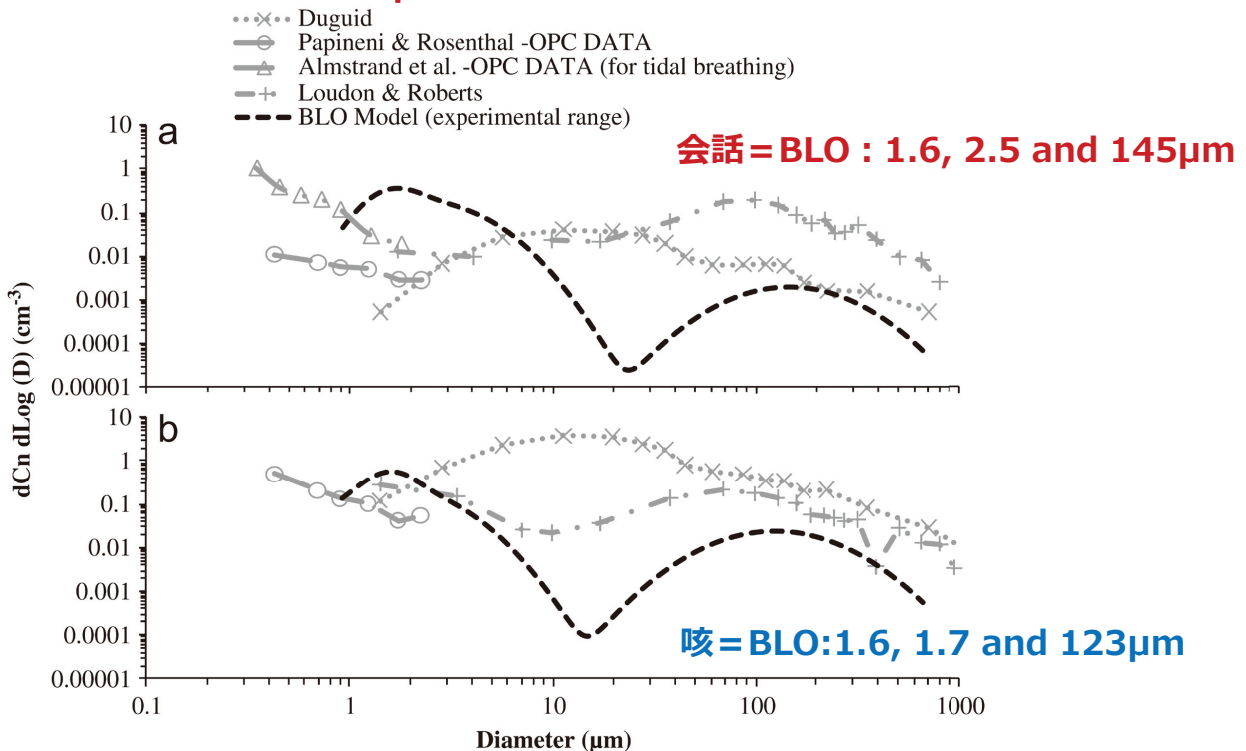 Duguid
Papineni & Rosenthal -OPC DATA
Almstrand et al. -OPC DATA (for tidal breathing)
Loudon & Roberts
BLO Model (experimental range)
会話=BLO : 1.6, 2.5 and 145μm
a
10
1
0.1
0.01
0.001
0.0001
0.00001
dCn dLog (D) (cm-3)
b
10
1
0.1
0.01
0.001
0.0001
0.00001
咳=BLO:1.6, 1.7 and 123μm
0.1 1 10 100 1000
Diameter (μm)